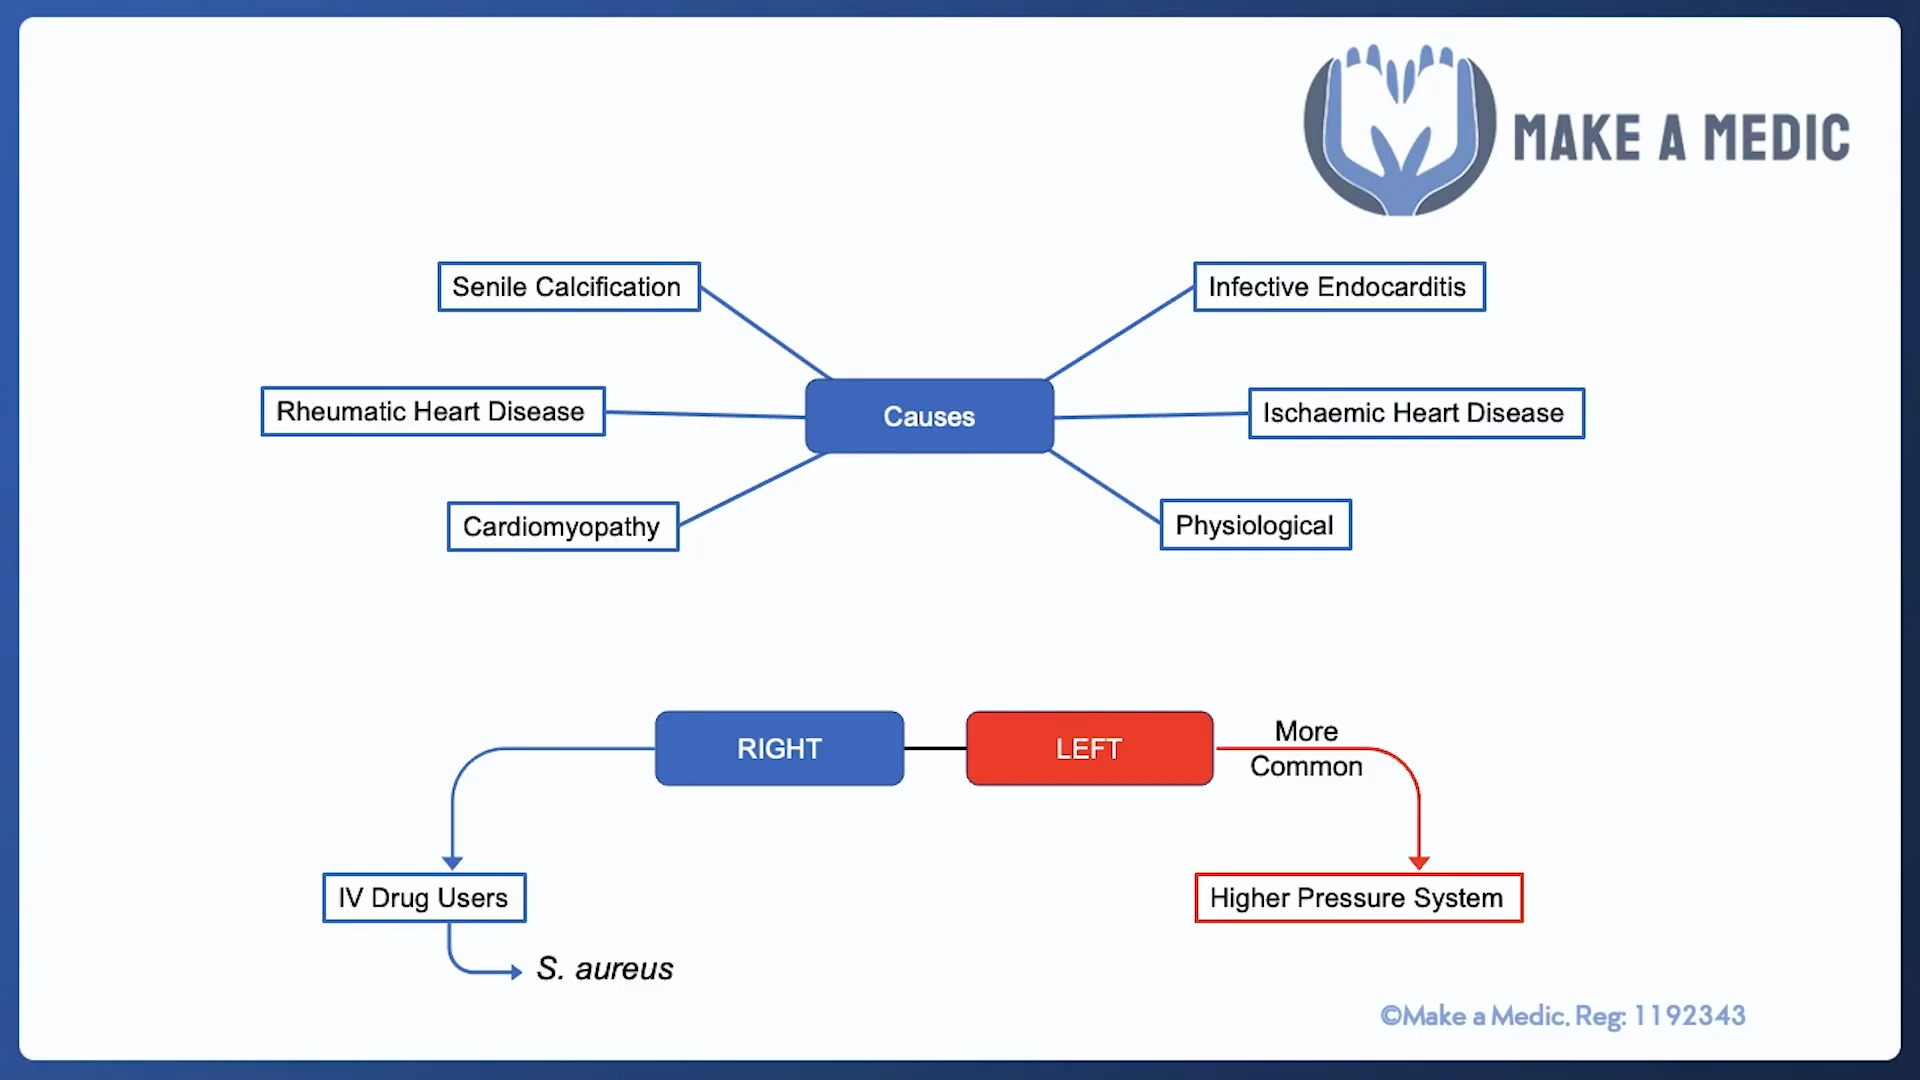 MAKE A MEDIC
Senile Calcification
Infective Endocarditis
Rheumatic Heart Disease
Causes
Ischaemic Heart Disease
Cardiomyopathy
Physiological
RIGHT
LEFT
More
Common
IV Drug Users
Higher Pressure System
S. aureus
©Make a Medic. Reg: 1192343